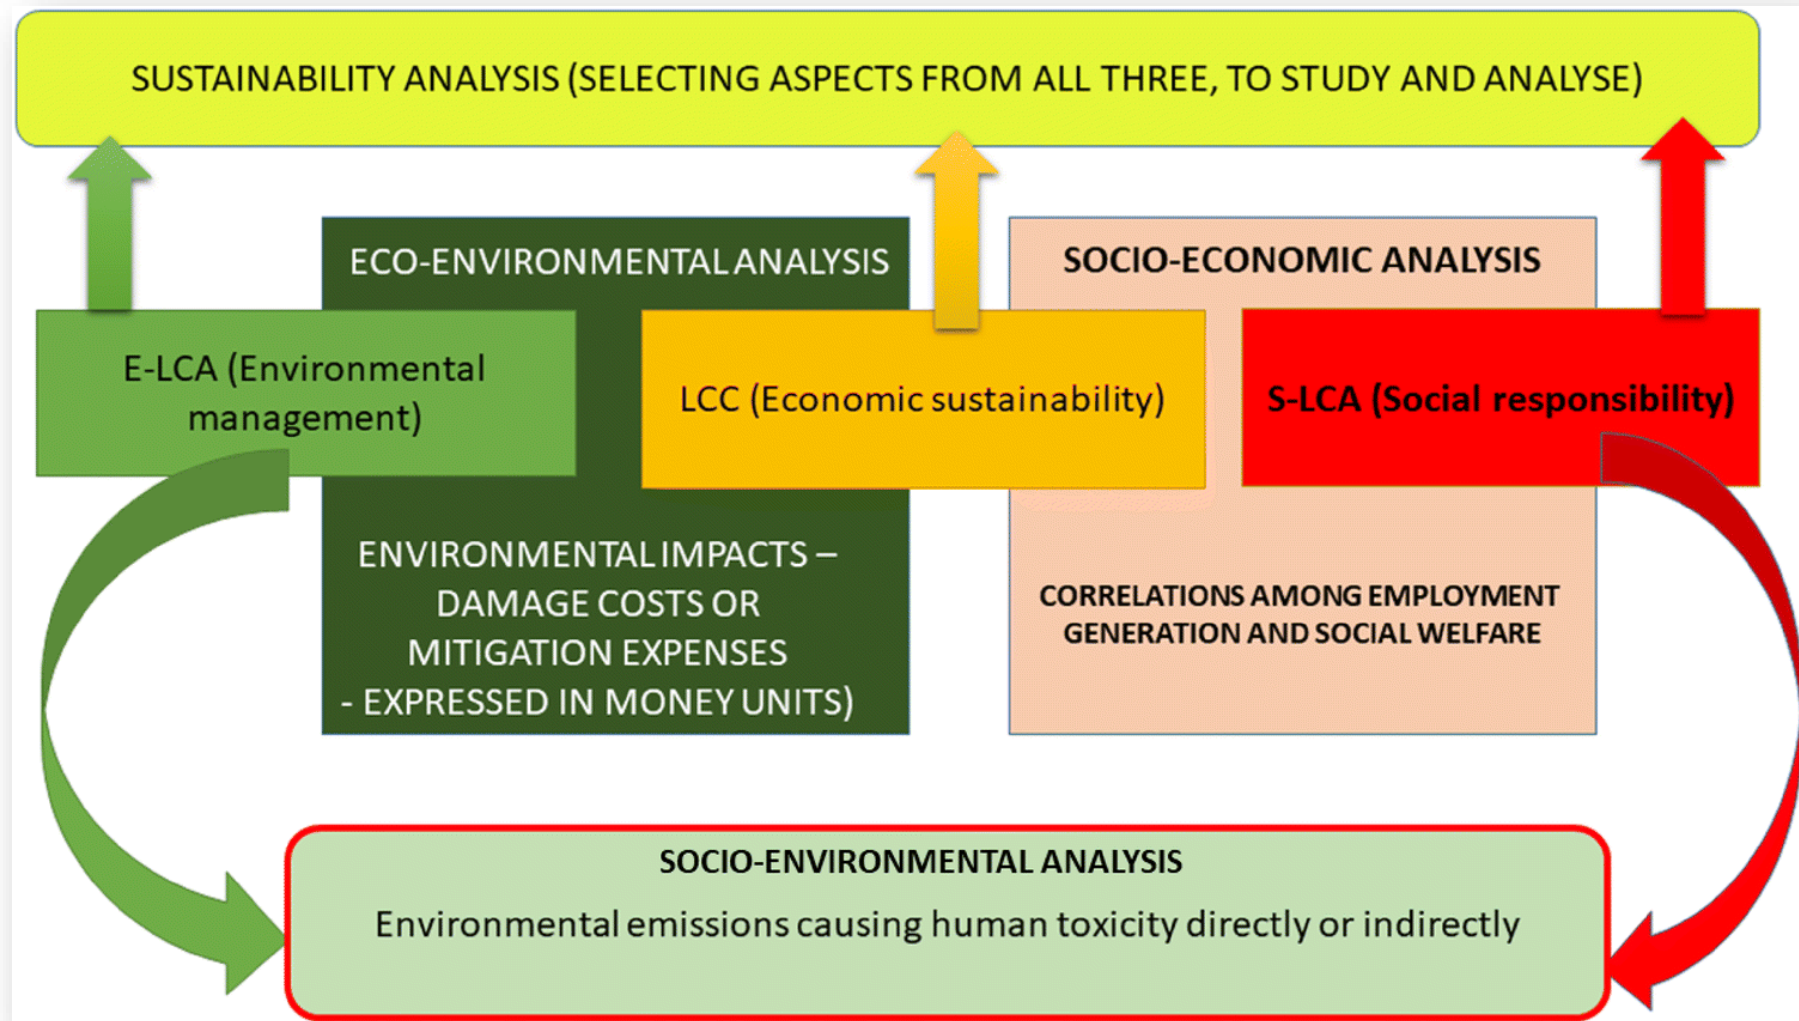 SUSTAINABILITY ANALYSIS (SELECTING ASPECTS FROM ALL THREE, TO STUDY AND ANALYSE)
ECO-ENVIRONMENTAL ANALYSIS
SOCIO-ECONOMIC ANALYSIS
E-LCA (Environmental
management)
LCC (Economic sustainability)
S-LCA (Social responsibility)
ENVIRONMENTAL IMPACTS –
DAMAGE COSTS OR
MITIGATION EXPENSES
- EXPRESSED IN MONEY UNITS)
CORRELATIONS AMONG EMPLOYMENT
GENERATION AND SOCIAL WELFARE
SOCIO-ENVIRONMENTAL ANALYSIS
Environmental emissions causing human toxicity directly or indirectly